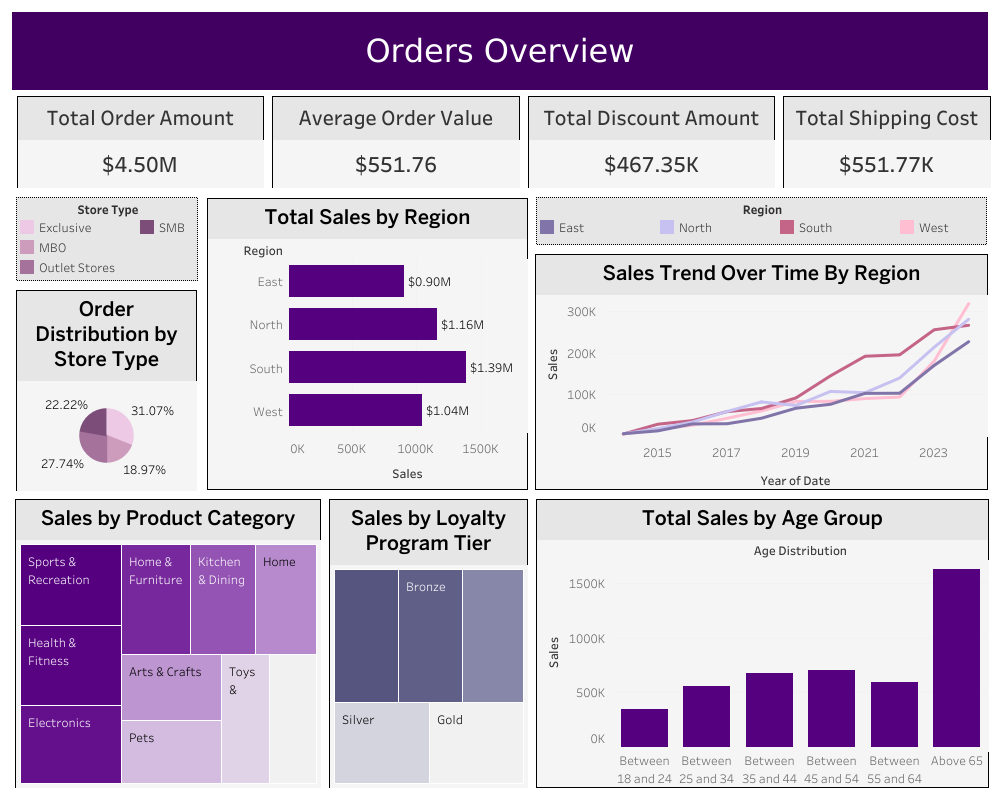 Orders Overview
Total Order Amount
$4.50M
Average Order Value
$551.76
Total Discount Amount
$467.35K
Total Shipping Cost
$551.77K
Store Type
Exclusive
SMB
MBO
Outlet Stores
Order
Distribution by
Store Type
22.22%
31.07%
27.74%
18.97%
Total Sales by Region
Region
East
$0.90M
North
$1.16M
South
$1.39M
West
$1.04M
0K
500K
1000K
1500K
Sales
Region
East
North
South
West
Sales Trend Over Time By Region
300K
200K
100K
0K
Sales
2015
2017
2019
2021
2023
Year of Date
Sales by Product Category
Sports &
Recreation
Home &
Furniture
Kitchen
& Dining
Home
Health &
Fitness
Arts & Crafts
Toys
&
Electronics
Pets
Sales by Loyalty
Program Tier
Bronze
Silver
Gold
Total Sales by Age Group
Age Distribution
1500K
1000K
500K
0K
Sales
Between
18 and 24
Between
25 and 34
Between
35 and 44
Between
45 and 54
Between
55 and 64
Above 65